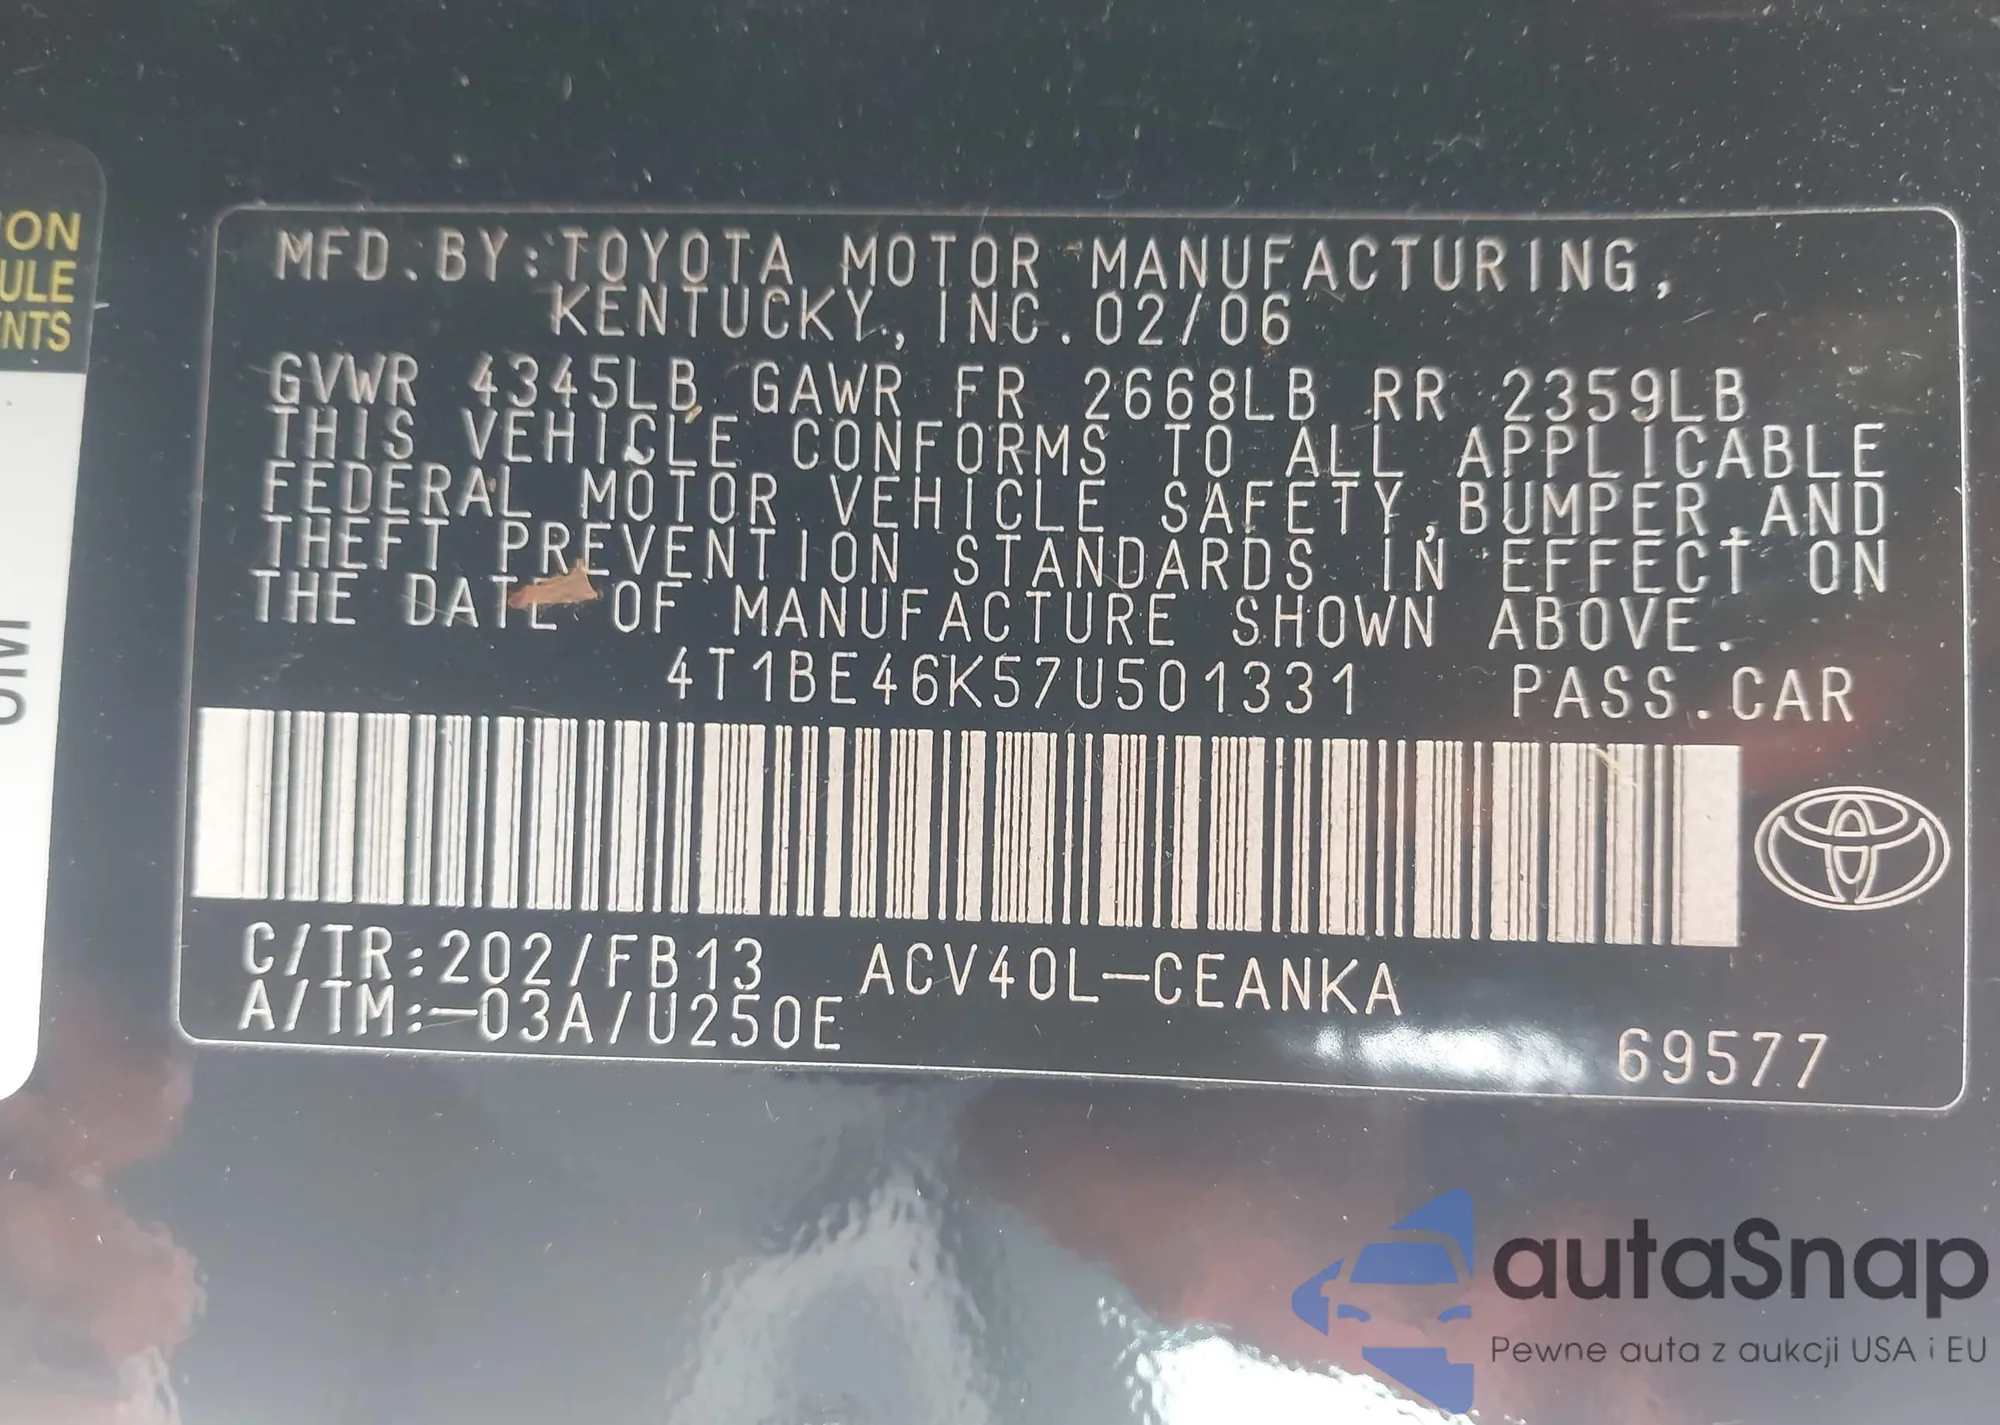 ON
ULE
NTS
MFD.BY:TOYOTA MOTOR MANUFACTURING,
KENTUCKY, INC.02/06
GVWR 4345LB GAWR FR 2668LB RR 2359LB
THIS VEHICLE CONFORMS TO ALL APPLICABLE
FEDERAL MOTOR VEHICLE SAFETY,BUMPER,AND
THEFT PREVENTION STANDARDS IN EFFECT ON
THE DATE OF MANUFACTURE SHOWN ABOVE.
4T1BE46K57U501331 PASS.CAR
C/TR:202/FB13 ACV40L-CEANKA
A/TM:-03A/U250E
69577
autaSnap
Pewne auta z aukcji USA i EU